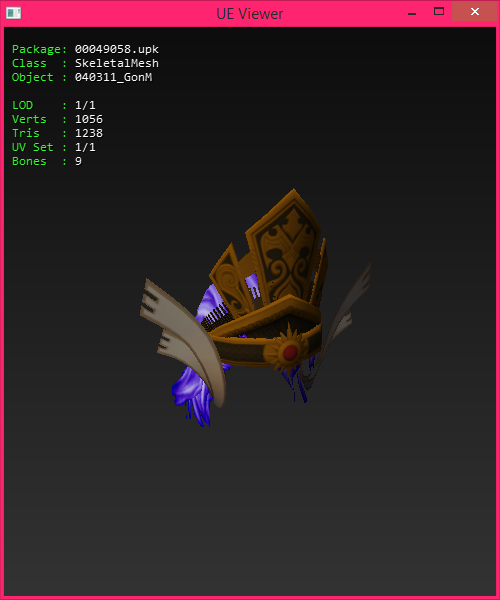 UE Viewer
Package: 00049058.upk
Class : SkeletalMesh
Object : 040311_GonM
LOD : 1/1
Verts : 1056
Tris : 1238
UV Set : 1/1
Bones : 9